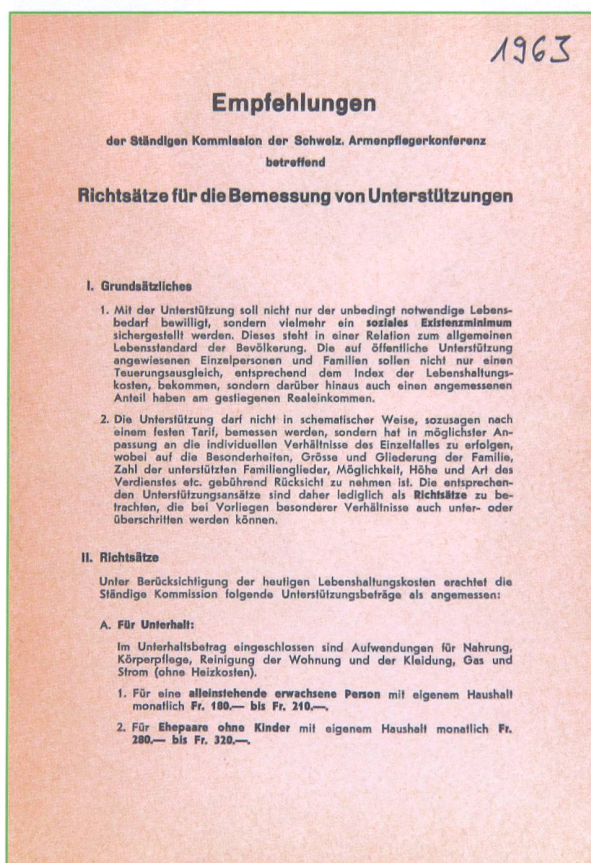 1963
Empfehlungen
der Ständigen Kommission der Schweiz. Armenpflegerkonferenz
betreffend
Richtsätze für die Bemessung von Unterstützungen
I. Grundsätzliches
1. Mit der Unterstützung soll nicht nur der unbedingt notwendige Lebens-
bedarf bewilligt, sondern vielmehr ein soziales Existenzminimum
sichergestellt werden. Dieses steht in einer Relation zum allgemeinen
Lebensstandard der Bevölkerung. Die auf öffentliche Unterstützung
angewiesenen Einzelpersonen und Familien sollen nicht nur einen
Teuerungsausgleich, entsprechend dem Index der Lebenshaltungs-
kosten, bekommen, sondern darüber hinaus auch einen angemessenen
Anteil haben am gestiegenen Realeinkommen.
2. Die Unterstützung darf nicht in schematischer Weise, sozusagen nach
einem festen Tarif, bemessen werden, sondern hat in möglichster An-
passung an die individuellen Verhältnisse des Einzelfalles zu erfolgen,
wobei auf die Besonderheiten, Grösse und Gliederung der Familie,
Zahl der unterstützten Familienglieder, Möglichkeit, Höhe und Art des
Verdienstes etc. gebührend Rücksicht zu nehmen ist. Die entsprechen-
den Unterstützungsansätze sind daher lediglich als Richtsätze zu be-
trachten, die bei Vorliegen besonderer Verhältnisse auch unter- oder
überschritten werden können.
II. Richtsätze
Unter Berücksichtigung der heutigen Lebenshaltungskosten erachtet die
Ständige Kommission folgende Unterstützungsbeträge als angemessen:
A. Für Unterhalt:
Im Unterhaltsbetrag eingeschlossen sind Aufwendungen für Nahrung,
Körperpflege, Reinigung der Wohnung und der Kleidung, Gas und
Strom (ohne Heizkosten).
1. Für eine alleinstehende erwachsene Person mit eigenem Haushalt
monatlich Fr. 180.— bis Fr. 210.—.
2. Für Ehepaare ohne Kinder mit eigenem Haushalt monatlich Fr.
280.— bis Fr. 320.—.